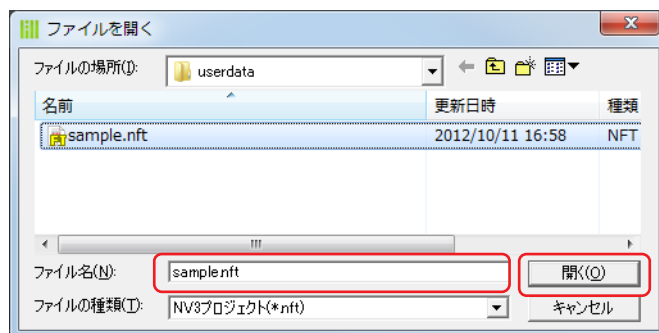 ファイルを開く
ファイルの場所(I): userdata
名前 更新日時 種類
sample.nft 2012/10/11 16:58 NFT
ファイル名(N): sample.nft 開く(O)
ファイルの種類(T): NV3プロジェクト(*.nft) キャンセル